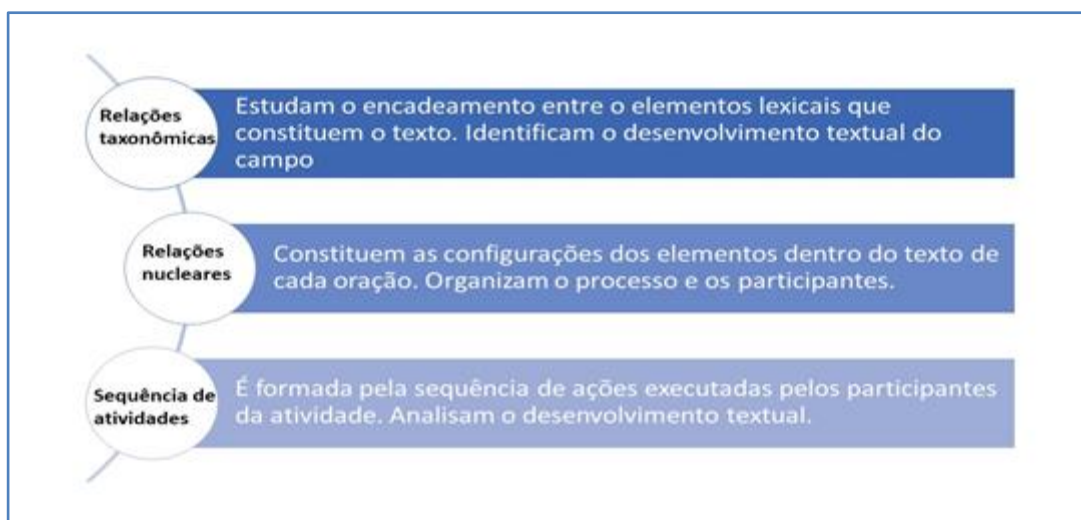 Relações
taxonômicas
Estudam o encadeamento entre o elementos lexicais que
constituem o texto. Identificam o desenvolvimento textual do
campo
Relações
nucleares
Constituem as configurações dos elementos dentro do texto de
cada oração. Organizam o processo e os participantes.
Sequência de
atividades
É formada pela sequência de ações executadas pelos participantes
da atividade. Analisam o desenvolvimento textual.